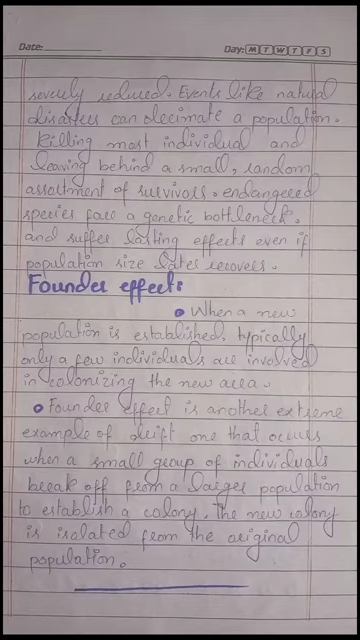 Date: Day: M T W T F S
severely reduced. Events like natural
disasters can decimate a population.
killing most individual and
leaving behind a small, random
assortment of survivors. endangered
species face a genetic bottleneck.
and suffer lasting effects even if
population size later recovers.
Founder effect:
• When a new
population is established, typically
only a few individuals are involved
in colonizing the new area.
• Founder effect is another extreme
example of drift one that occurs
when a small group of individuals
break off from a larger population
to establish a colony. The new colony
is isolated from the original
population.